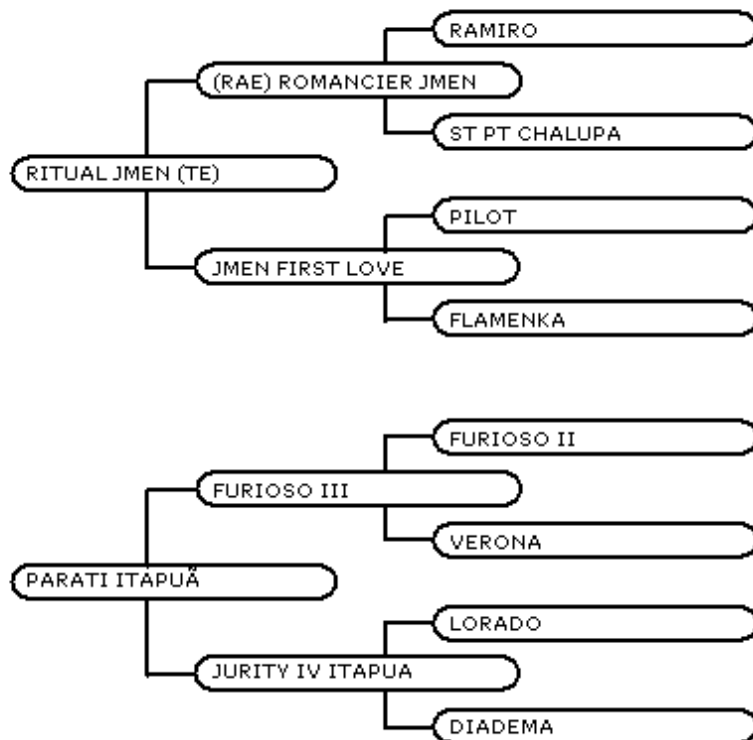 RAMIRO
(RAE) ROMANCIER JMEN
ST PT CHALUPA
RITUAL JMEN (TE)
PILOT
JMEN FIRST LOVE
FLAMENKA
FURIOSO II
FURIOSO III
VERONA
PARATI ITAPUÃ
LORADO
JURITY IV ITAPUA
DIADEMA